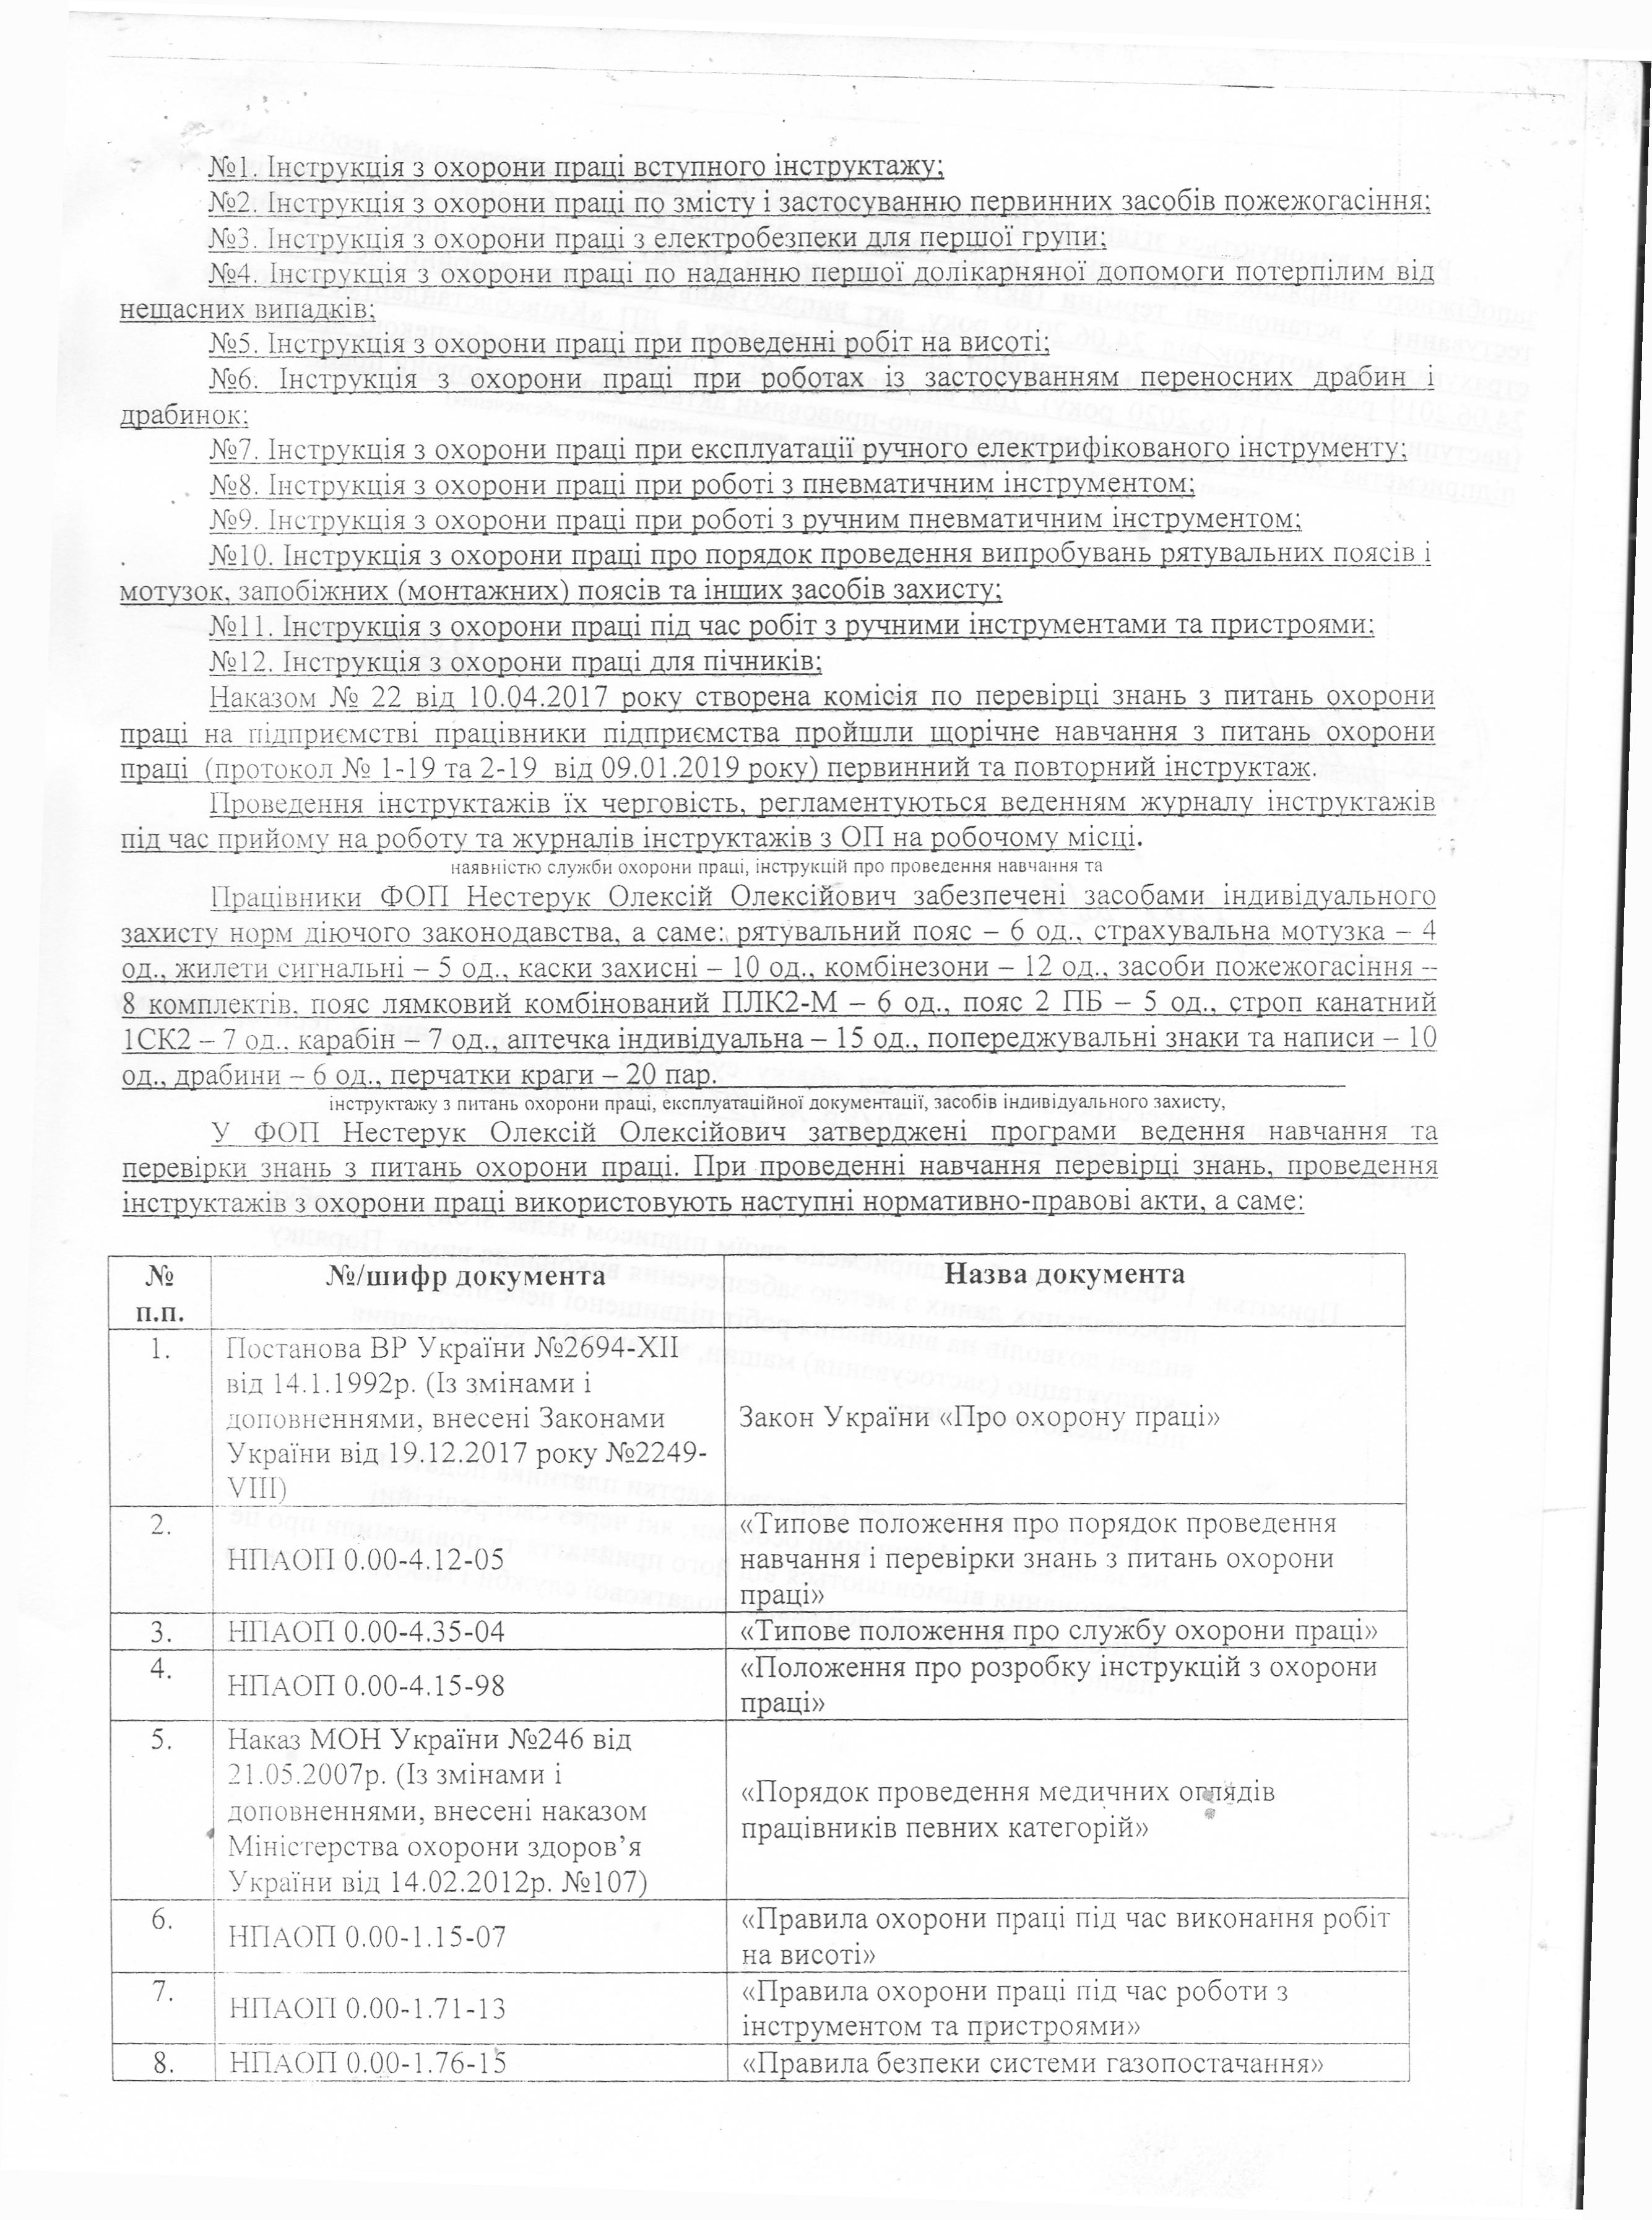 №1. Інструкція з охорони праці вступного інструктажу;
№2. Інструкція з охорони праці по змісту і застосуванню первинних засобів пожежогасіння;
№3. Інструкція з охорони праці з електробезпеки для першої групи;
№4. Інструкція з охорони праці по наданню першої долікарняної допомоги потерпілим від
нещасних випадків;
№5. Інструкція з охорони праці при проведенні робіт на висоті;
№6. Інструкція з охорони праці при роботах із застосуванням переносних драбин і
драбинок;
№7. Інструкція з охорони праці при експлуатації ручного електрифікованого інструменту;
№8. Інструкція з охорони праці при роботі з пневматичним інструментом;
№9. Інструкція з охорони праці при роботі з ручним пневматичним інструментом;
№10. Інструкція з охорони праці про порядок проведення випробувань рятувальних поясів і
мотузок, запобіжних (монтажних) поясів та інших засобів захисту;
№11. Інструкція з охорони праці під час робіт з ручними інструментами та пристроями;
№12. Інструкція з охорони праці для пічників;
Наказом № 22 від 10.04.2017 року створена комісія по перевірці знань з питань охорони
праці на підприємстві працівники підприємства пройшли щорічне навчання з питань охорони
праці (протокол № 1-19 та 2-19 від 09.01.2019 року) первинний та повторний інструктаж.
Проведення інструктажів їх черговість, регламентуються веденням журналу інструктажів
під час прийому на роботу та журналів інструктажів з ОП на робочому місці.
наявністю служби охорони праці, інструкцій про проведення навчання та
Працівники ФОП Нестерук Олексій Олексійович забезпечені засобами індивідуального
захисту норм діючого законодавства, а саме: рятувальний пояс – 6 од., страхувальна мотузка – 4
од., жилети сигнальні – 5 од., каски захисні – 10 од., комбінезони – 12 од., засоби пожежогасіння –
8 комплектів, пояс лямковий комбінований ПЛК2-М – 6 од., пояс 2 ПБ – 5 од., строп канатний
1СК2 – 7 од., карабін – 7 од., аптечка індивідуальна – 15 од., попереджувальні знаки та написи – 10
од., драбини – 6 од., перчатки краги – 20 пар.
інструктажу з питань охорони праці, експлуатаційної документації, засобів індивідуального захисту,
У ФОП Нестерук Олексій Олексійович затверджені програми ведення навчання та
перевірки знань з питань охорони праці. При проведенні навчання перевірці знань, проведення
інструктажів з охорони праці використовують наступні нормативно-правові акти, а саме:
№ п.п. №/шифр документа Назва документа
1. Постанова ВР України №2694-XII
від 14.1.1992р. (Із змінами і
доповненнями, внесені Законами
України від 19.12.2017 року №2249-
VIII)
Закон України «Про охорону праці»
2. НПАОП 0.00-4.12-05
«Типове положення про порядок проведення
навчання і перевірки знань з питань охорони
праці»
3. НПАОП 0.00-4.35-04 «Типове положення про службу охорони праці»
4. НПАОП 0.00-4.15-98
«Положення про розробку інструкцій з охорони
праці»
5. Наказ МОН України №246 від
21.05.2007р. (Із змінами і
доповненнями, внесені наказом
Міністерства охорони здоров’я
України від 14.02.2012р. №107)
«Порядок проведення медичних оглядів
працівників певних категорій»
6. НПАОП 0.00-1.15-07
«Правила охорони праці під час виконання робіт
на висоті»
7. НПАОП 0.00-1.71-13
«Правила охорони праці під час роботи з
інструментом та пристроями»
8. НПАОП 0.00-1.76-15 «Правила безпеки системи газопостачання»